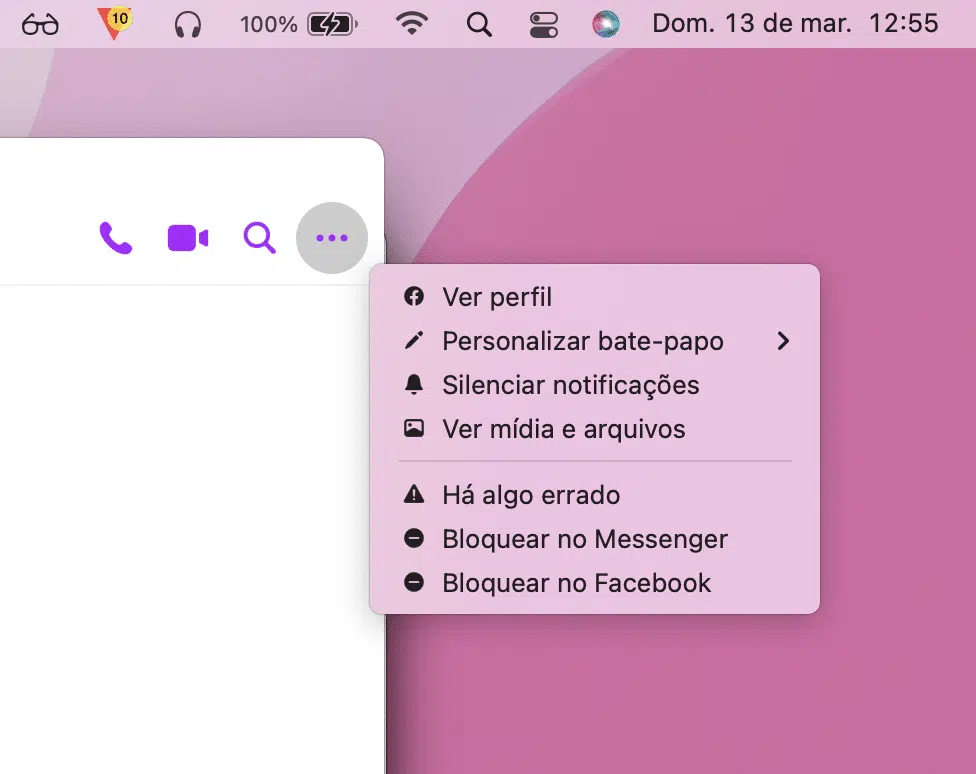 10
100%
Dom. 13 de mar. 12:55
Ver perfil
Personalizar bate-papo
Silenciar notificações
Ver mídia e arquivos
Há algo errado
Bloquear no Messenger
Bloquear no Facebook